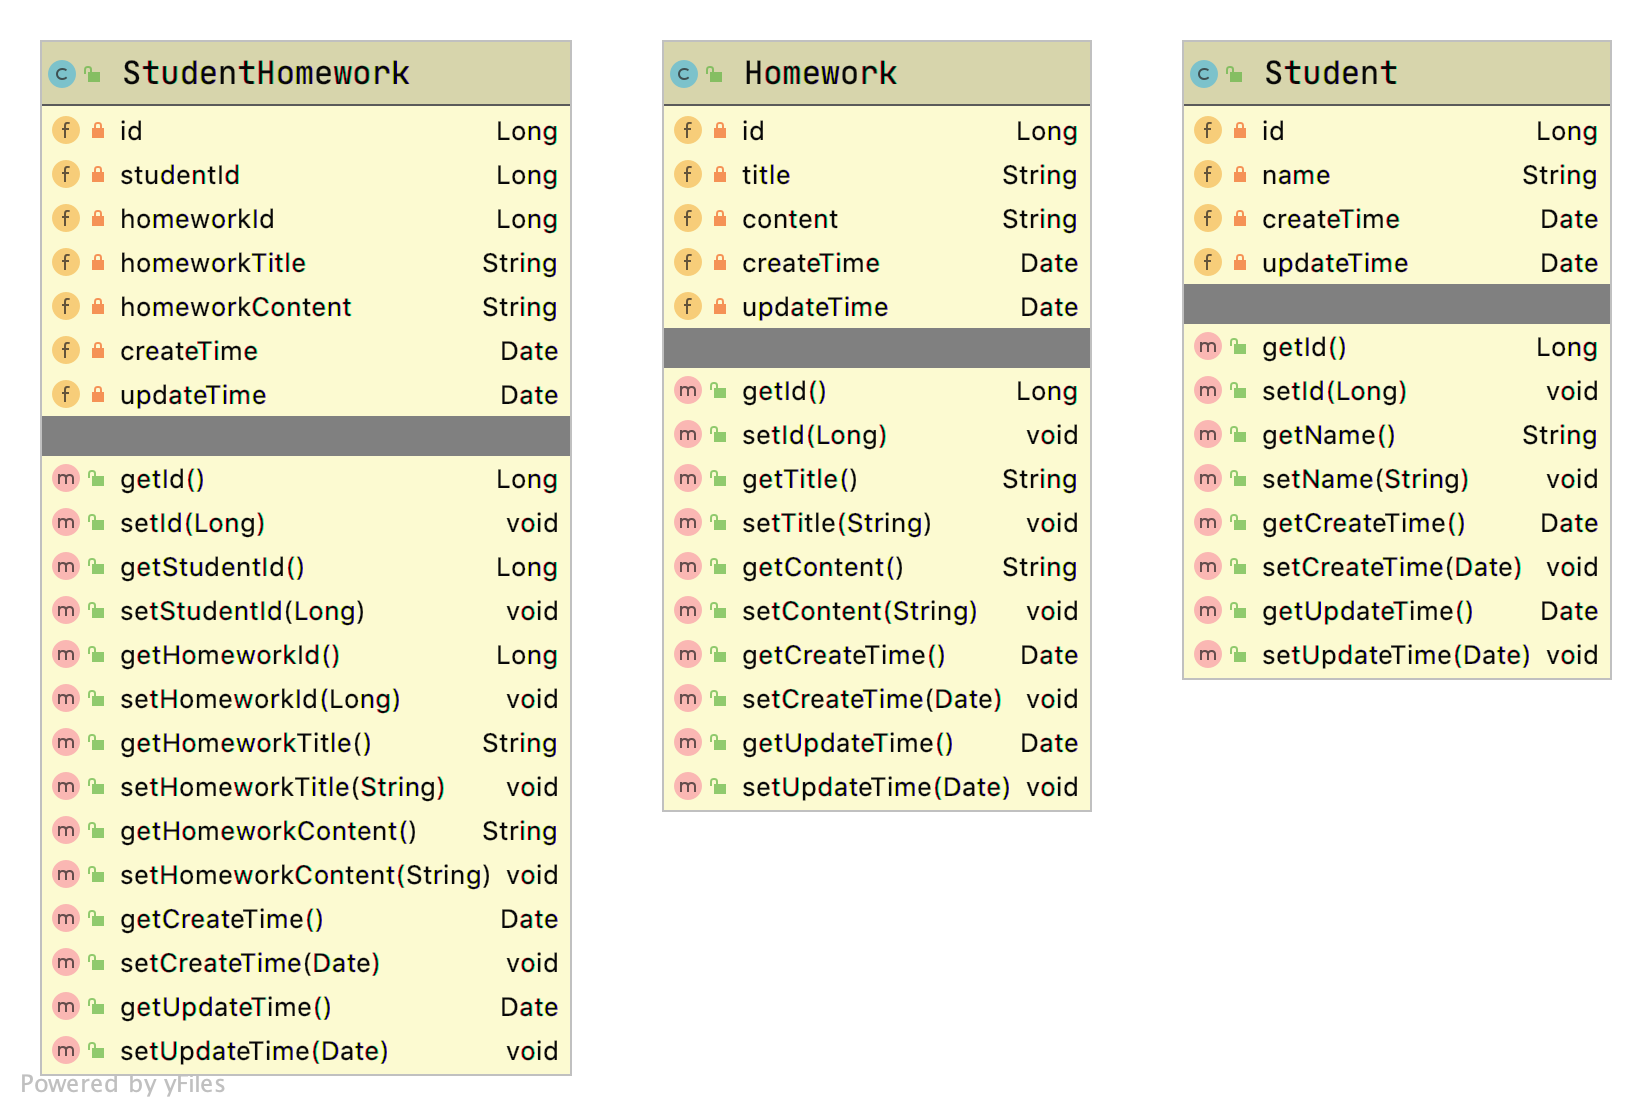 StudentHomework
id Long
studentId Long
homeworkId Long
homeworkTitle String
homeworkContent String
createTime Date
updateTime Date
getId() Long
setId(Long) void
getStudentId() Long
setStudentId(Long) void
getHomeworkId() Long
setHomeworkId(Long) void
getHomeworkTitle() String
setHomeworkTitle(String) void
getHomeworkContent() String
setHomeworkContent(String) void
getCreateTime() Date
setCreateTime(Date) void
getUpdateTime() Date
setUpdateTime(Date) void
Homework
id Long
title String
content String
createTime Date
updateTime Date
getId() Long
setId(Long) void
getTitle() String
setTitle(String) void
getContent() String
setContent(String) void
getCreateTime() Date
setCreateTime(Date) void
getUpdateTime() Date
setUpdateTime(Date) void
Student
id Long
name String
createTime Date
updateTime Date
getId() Long
setId(Long) void
getName() String
setName(String) void
getCreateTime() Date
setCreateTime(Date) void
getUpdateTime() Date
setUpdateTime(Date) void
Powered by yFiles